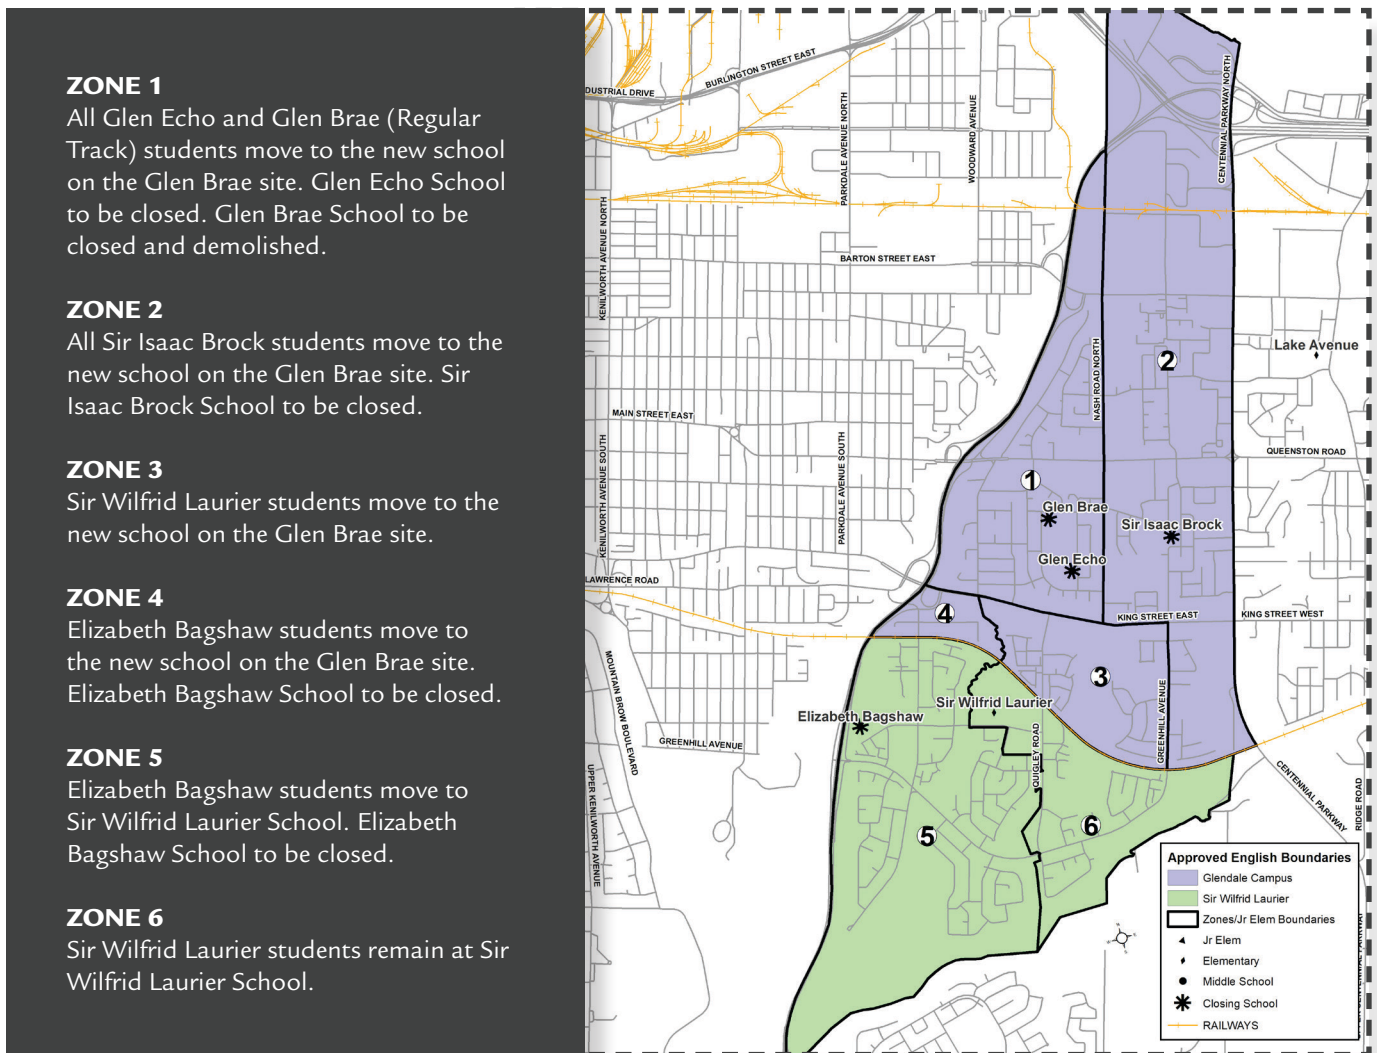 ZONE 1
All Glen Echo and Glen Brae (Regular
Track) students move to the new school
on the Glen Brae site. Glen Echo School
to be closed. Glen Brae School to be
closed and demolished.
ZONE 2
All Sir Isaac Brock students move to the
new school on the Glen Brae site. Sir
Isaac Brock School to be closed.
ZONE 3
Sir Wilfrid Laurier students move to the
new school on the Glen Brae site.
ZONE 4
Elizabeth Bagshaw students move to
the new school on the Glen Brae site.
Elizabeth Bagshaw School to be closed.
ZONE 5
Elizabeth Bagshaw students move to
Sir Wilfrid Laurier School. Elizabeth
Bagshaw School to be closed.
ZONE 6
Sir Wilfrid Laurier students remain at Sir
Wilfrid Laurier School.
BURLINGTON STREET EAST
DUSTRIAL DRIVE
PARKDALE AVENUE NORTH
WOODWARD AVENUE
CENTENNIAL PARKWAY NORTH
KENILWORTH AVENUE NORTH
BARTON STREET EAST
NASH ROAD NORTH
2
Lake Avenue
MAIN STREET EAST
KENILWORTH AVENUE SOUTH
PARKDALE AVENUE SOUTH
QUEENSTON ROAD
1
Glen Brae
Sir Isaac Brock
Glen Echo
LAWRENCE ROAD
4
KING STREET EAST
KING STREET WEST
MOUNTAIN BROW BOULEVARD
3
Sir Wilfrid Laurier
Elizabeth Bagshaw
GREENHILL AVENUE
GREENHILL AVENUE
QUIGLEY ROAD
UPPER KENILWORTH AVENUE
CENTENNIAL PARKWAY
RIDGE ROAD
5
6
Approved English Boundaries
Glendale Campus
Sir Wilfrid Laurier
Zones/Jr Elem Boundaries
Jr Elem
Elementary
Middle School
Closing School
RAILWAYS